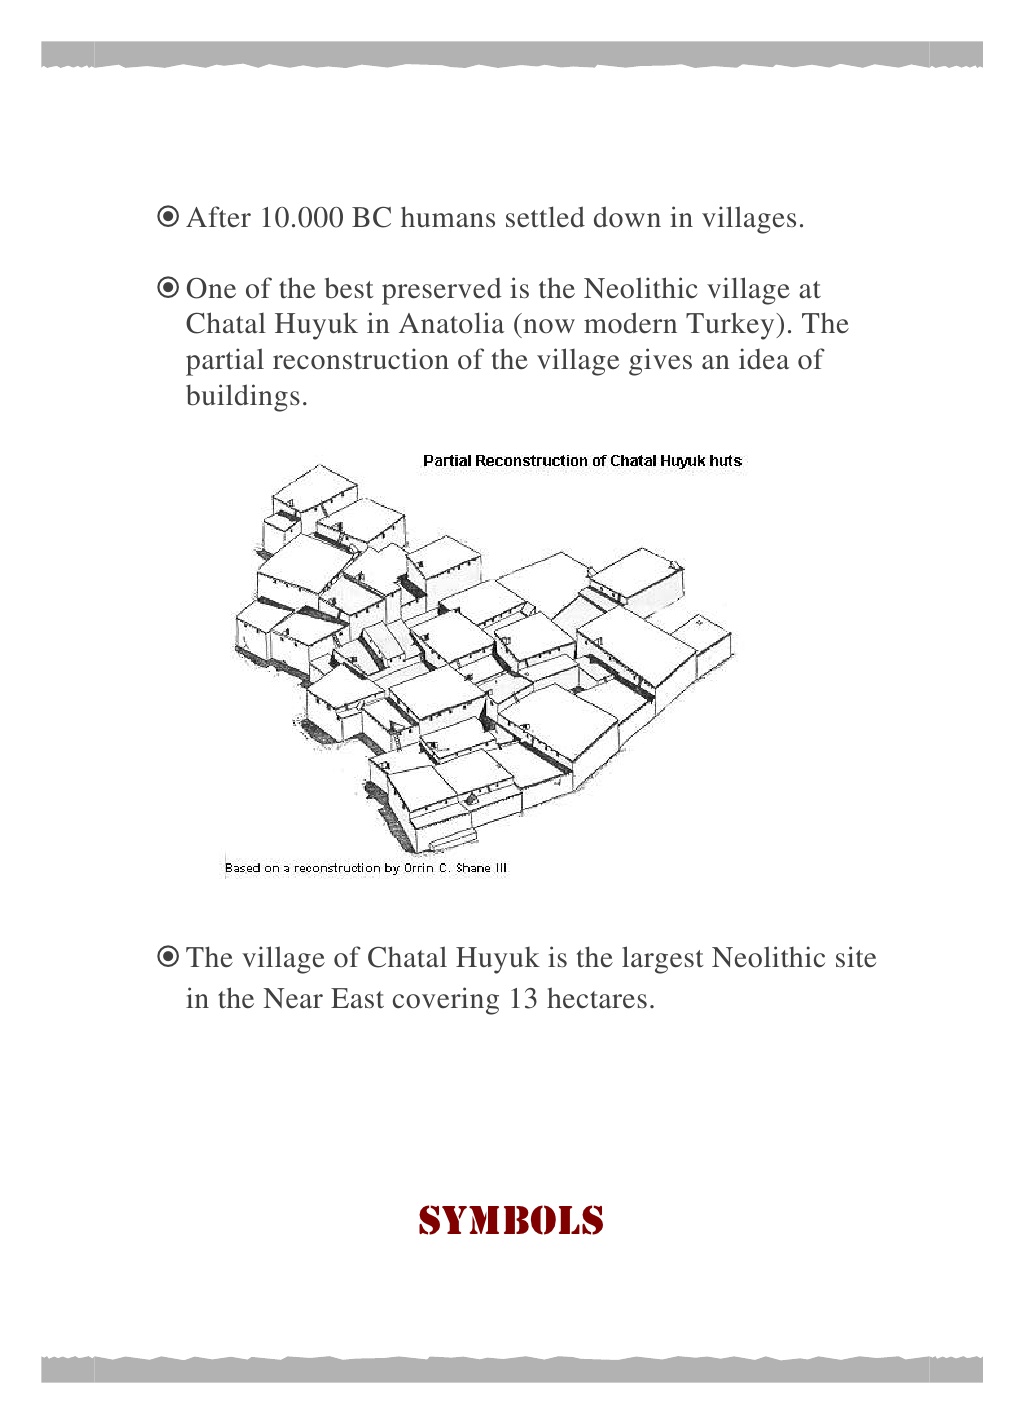 After 10.000 BC humans settled down in villages.
One of the best preserved is the Neolithic village at
Chatal Huyuk in Anatolia (now modern Turkey). The
partial reconstruction of the village gives an idea of
buildings.
Partial Reconstruction of Chatal Huyuk huts
Based on a reconstruction by Orrin C. Shane III
The village of Chatal Huyuk is the largest Neolithic site
in the Near East covering 13 hectares.
SYMBOLS